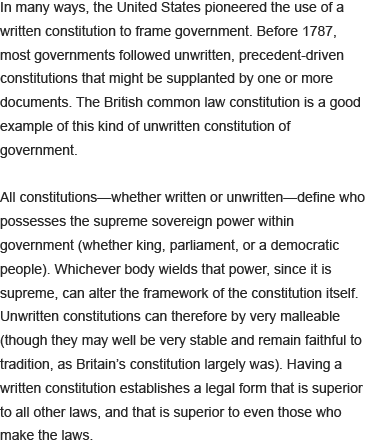 In many ways, the United States pioneered the use of a
written constitution to frame government. Before 1787,
most governments followed unwritten, precedent-driven
constitutions that might be supplanted by one or more
documents. The British common law constitution is a good
example of this kind of unwritten constitution of
government.
All constitutions—whether written or unwritten—define who
possesses the supreme sovereign power within
government (whether king, parliament, or a democratic
people). Whichever body wields that power, since it is
supreme, can alter the framework of the constitution itself.
Unwritten constitutions can therefore by very malleable
(though they may well be very stable and remain faithful to
tradition, as Britain’s constitution largely was). Having a
written constitution establishes a legal form that is superior
to all other laws, and that is superior to even those who
make the laws.